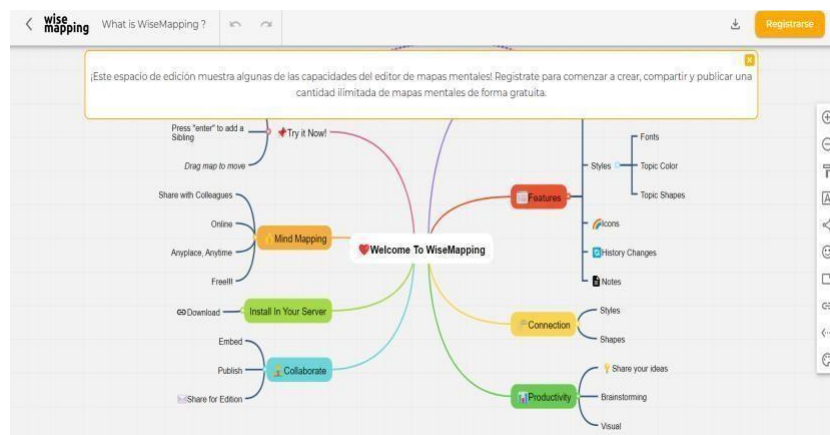 wise
mapping
What is WiseMapping ?
Registrarse
X
¡Este espacio de edición muestra algunas de las capacidades del editor de mapas mentales! Registrate para comenzar a crear, compartir y publicar una
cantidad ilimitada de mapas mentales de forma gratuita.
Press "enter" to add a
Sibling
Drag map to move
Try it Now!
Share with Colleagues
Online
Anyplace, Anytime
Free!!!
Mind Mapping
Download
Install In Your Server
Embed
Publish
Share for Edition
Collaborate
Welcome To WiseMapping
Features
Styles
Fonts
Topic Color
Topic Shapes
Icons
History Changes
Notes
Connection
Styles
Shapes
Productivity
Share your ideas
Brainstorming
Visual